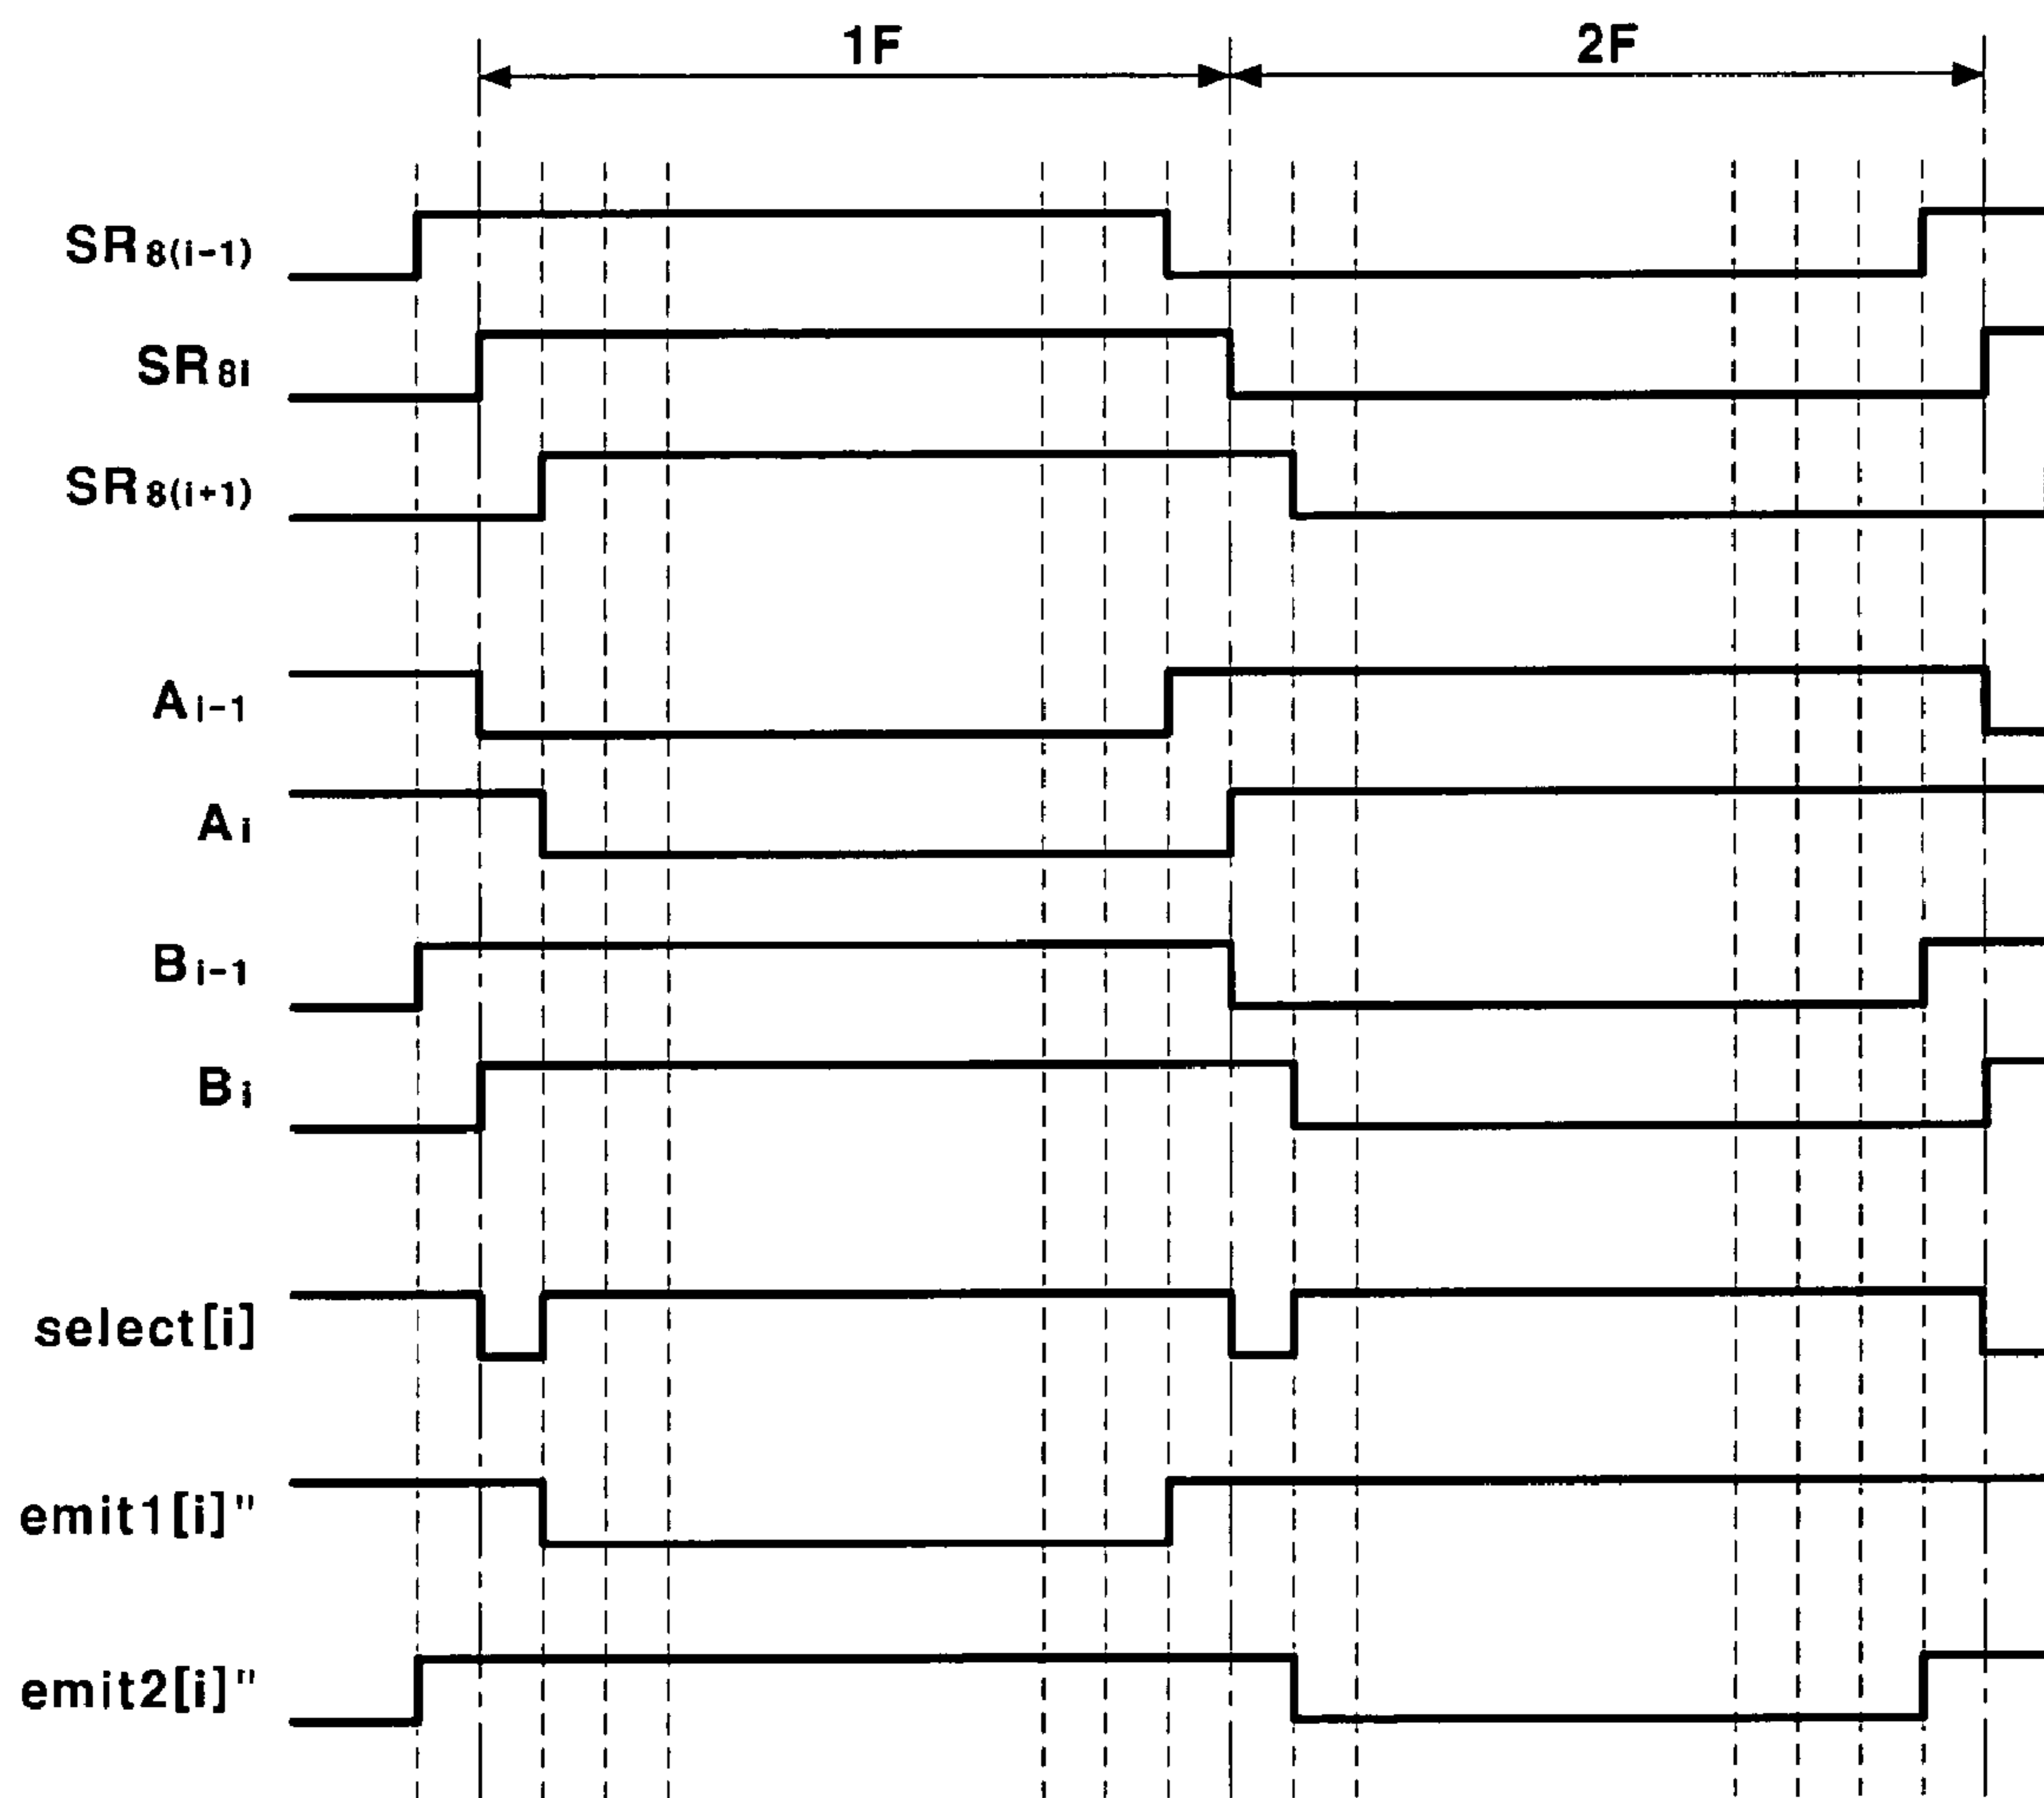 1F 2F
SR8(i-1)
SR8i
SR8(i+1)
Ai-1
Ai
Bi-1
Bi
select[i]
emit1[i]"
emit2[i]"